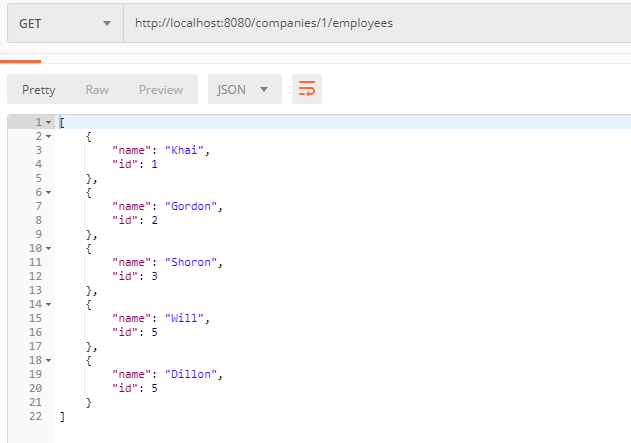 GET http://localhost:8080/companies/1/employees
Pretty Raw Preview JSON
1 [
2 {
3 "name": "Khai",
4 "id": 1
5 },
6 {
7 "name": "Gordon",
8 "id": 2
9 },
10 {
11 "name": "Shoron",
12 "id": 3
13 },
14 {
15 "name": "Will",
16 "id": 5
17 },
18 {
19 "name": "Dillon",
20 "id": 5
21 }
22 ]